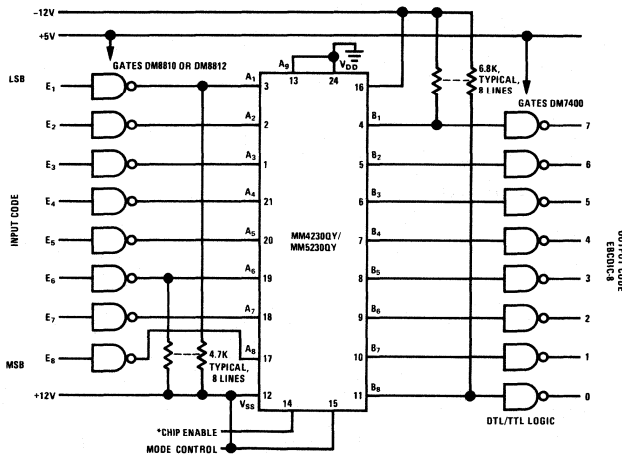 -12V
+5V
GATES DM8810 OR DM8812
A9
VDD
13
24
16
6.8K,
TYPICAL,
8 LINES
GATES DM7400
LSB
E1
A1
3
4
B1
7
E2
A2
2
5
B2
6
E3
A3
1
6
B3
5
INPUT CODE
E4
A4
21
7
B4
4
OUTPUT CODE
EBCDIC-8
MM4230QY/
MM5230QY
E5
A5
20
8
B5
3
E6
A6
19
9
B6
2
E7
A7
18
10
B7
1
MSB
E8
A8
17
11
B8
0
4.7K
TYPICAL,
8 LINES
+12V
VSS
12
14
15
DTL/TTL LOGIC
*CHIP ENABLE
MODE CONTROL